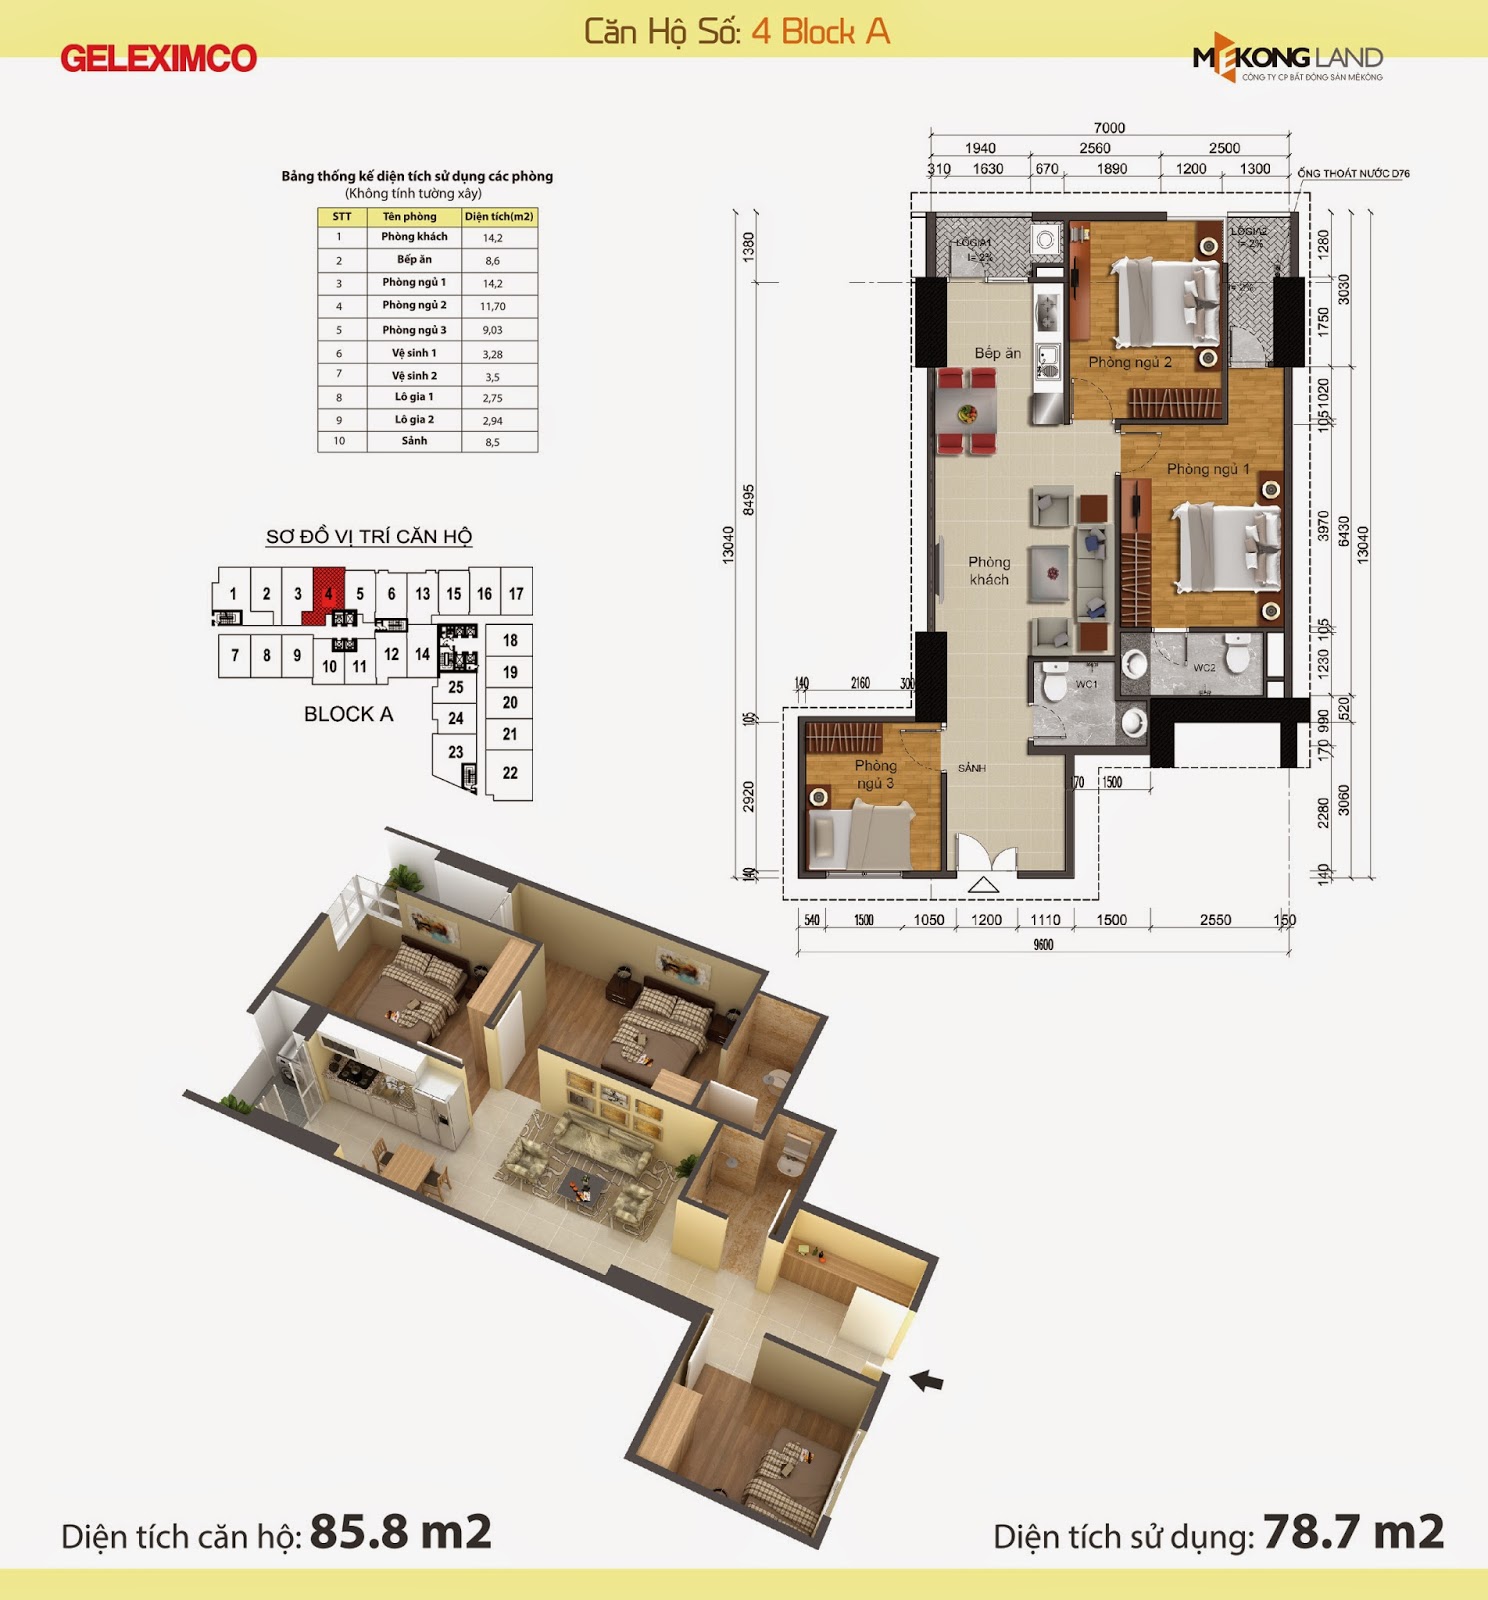 Căn Hộ Số: 4 Block A
GELEXIMCO
MÊKONG LAND
CÔNG TY CP BẤT ĐỘNG SẢN MÊKÔNG
Bảng thống kê diện tích sử dụng các phòng
(Không tính tường xây)
STT Tên phòng Diện tích(m2)
1 Phòng khách 14,2
2 Bếp ăn 8,6
3 Phòng ngủ 1 14,2
4 Phòng ngủ 2 11,70
5 Phòng ngủ 3 9,03
6 Vệ sinh 1 3,28
7 Vệ sinh 2 3,5
8 Lô gia 1 2,75
9 Lô gia 2 2,94
10 Sảnh 8,5
SƠ ĐỒ VỊ TRÍ CĂN HỘ
1 2 3 4 5 6 13 15 16 17
7 8 9 10 11 12 14
18
19
20
21
22
25
24
23
BLOCK A
7000
1940 2560 2500
310 1630 670 1890 1200 1300
ỐNG THOÁT NƯỚC D76
1380
8495
13040
105
2920
140
140 2160 300
LÔGIA1
i= 2%
LÔGIA2
i= 2%
i= 2%
Bếp ăn
Phòng ngủ 2
Phòng ngủ 1
Phòng
khách
WC1
WC2
Phòng
ngủ 3
SẢNH
170 1500
1280
1750
1020
105
3970
105
1230
990
170
2280
140
3030
6430
520
3060
13040
540 1500 1050 1200 1110 1500 2550 150
9600
Diện tích căn hộ: 85.8 m2
Diện tích sử dụng: 78.7 m2